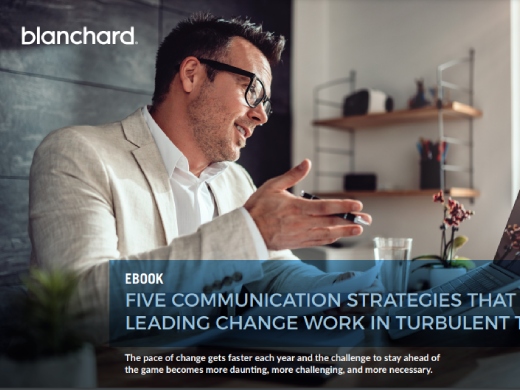 blanchard.
EBOOK
FIVE COMMUNICATION STRATEGIES THAT
LEADING CHANGE WORK IN TURBULENT T
The pace of change gets faster each year and the challenge to stay ahead of
the game becomes more daunting, more challenging, and more necessary.